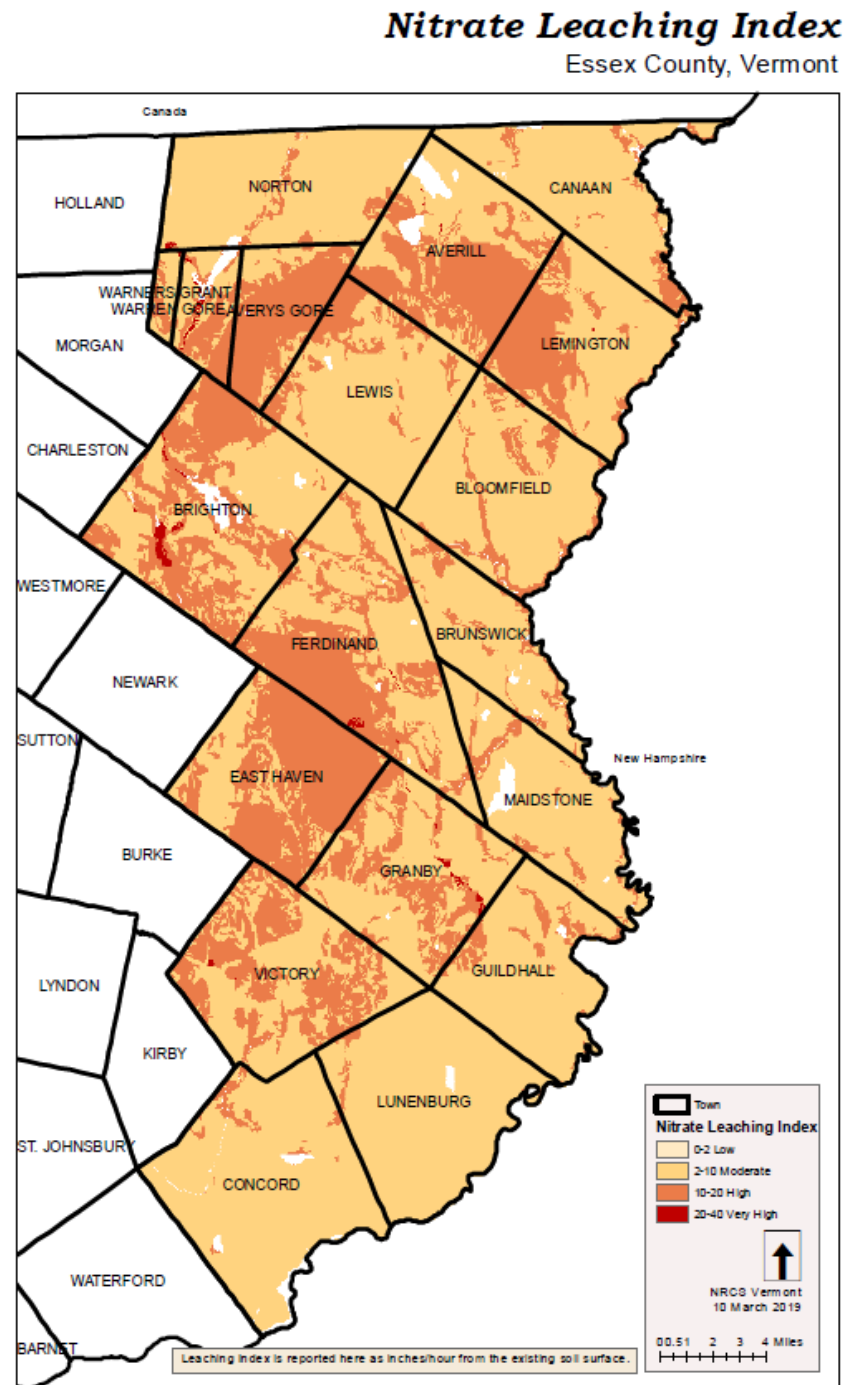 Nitrate Leaching Index
Essex County, Vermont
Canada
NORTON
CANAAN
HOLLAND
AVERILL
WARNERS GRANT
WARREN GORE
AVERYS GORE
MORGAN
LEMINGTON
LEWIS
CHARLESTON
BLOOMFIELD
BRIGHTON
WESTMORE
BRUNSWICK
FERDINAND
NEWARK
SUTTON
New Hampshire
EAST HAVEN
MAIDSTONE
BURKE
GRANBY
GUILDHALL
VICTORY
LYNDON
KIRBY
LUNENBURG
ST. JOHNSBURY
CONCORD
WATERFORD
BARNET
Town
Nitrate Leaching Index
0-2 Low
2-10 Moderate
10-20 High
20-40 Very High
NRCS Vermont
10 March 2019
00.51 2 3 4 Miles
Leaching Index is reported here as inches/hour from the existing soil surface.